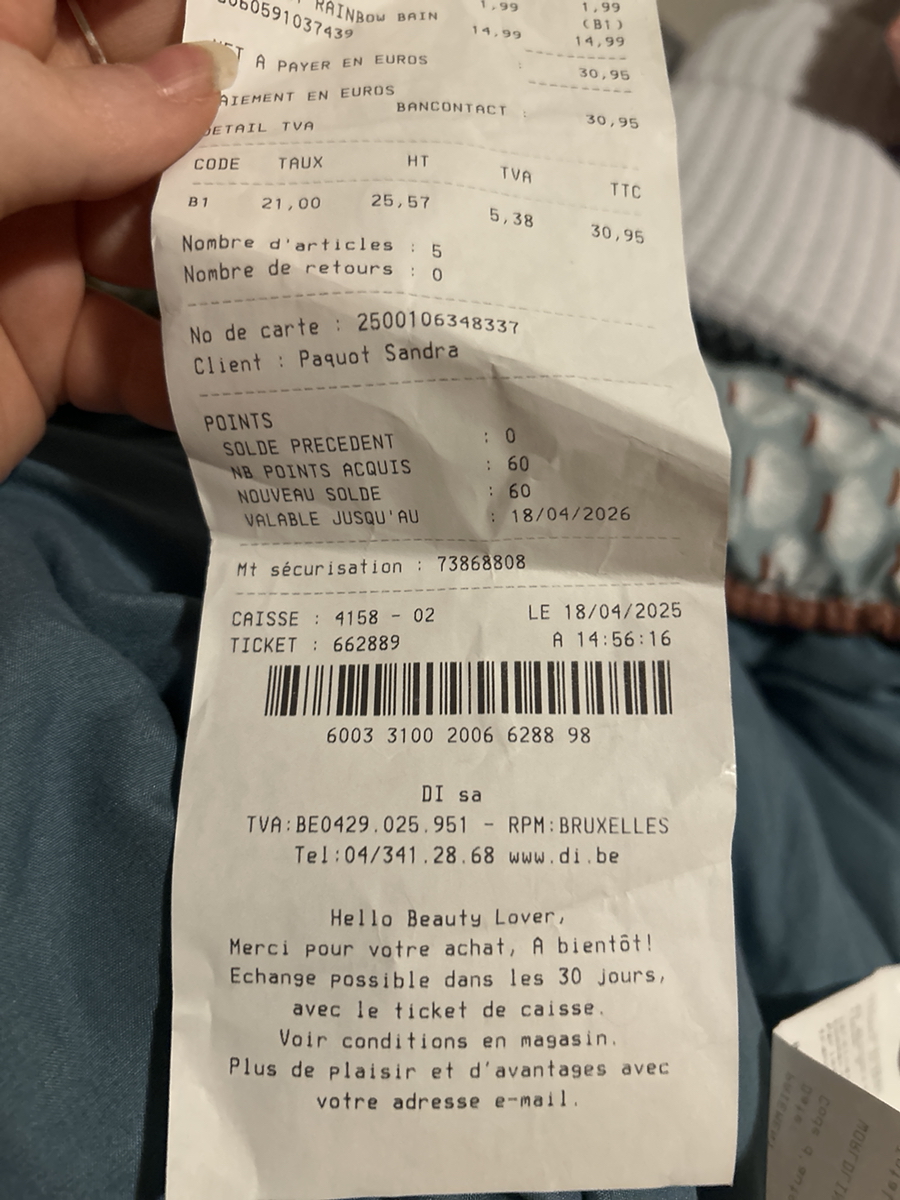 1,99 1,99
RAINBOW BAIN (B1)
14,99 14,99
A PAYER EN EUROS : 30,95
PAIEMENT EN EUROS
BANCONTACT : 30,95
DETAIL TVA
CODE TAUX HT TVA TTC
B1 21,00 25,57 5,38 30,95
Nombre d'articles : 5
Nombre de retours : 0
No de carte : 2500106348337
Client : Paquot Sandra
POINTS
SOLDE PRECEDENT : 0
NB POINTS ACQUIS : 60
NOUVEAU SOLDE : 60
VALABLE JUSQU'AU : 18/04/2026
Mt sécurisation : 73868808
CAISSE : 4158 - 02 LE 18/04/2025
TICKET : 662889 A 14:56:16
6003 3100 2006 6288 98
DI sa
TVA:BE0429.025.951 - RPM:BRUXELLES
Tel:04/341.28.68 www.di.be
Hello Beauty Lover,
Merci pour votre achat, A bientôt!
Echange possible dans les 30 jours,
avec le ticket de caisse.
Voir conditions en magasin.
Plus de plaisir et d'avantages avec
votre adresse e-mail.